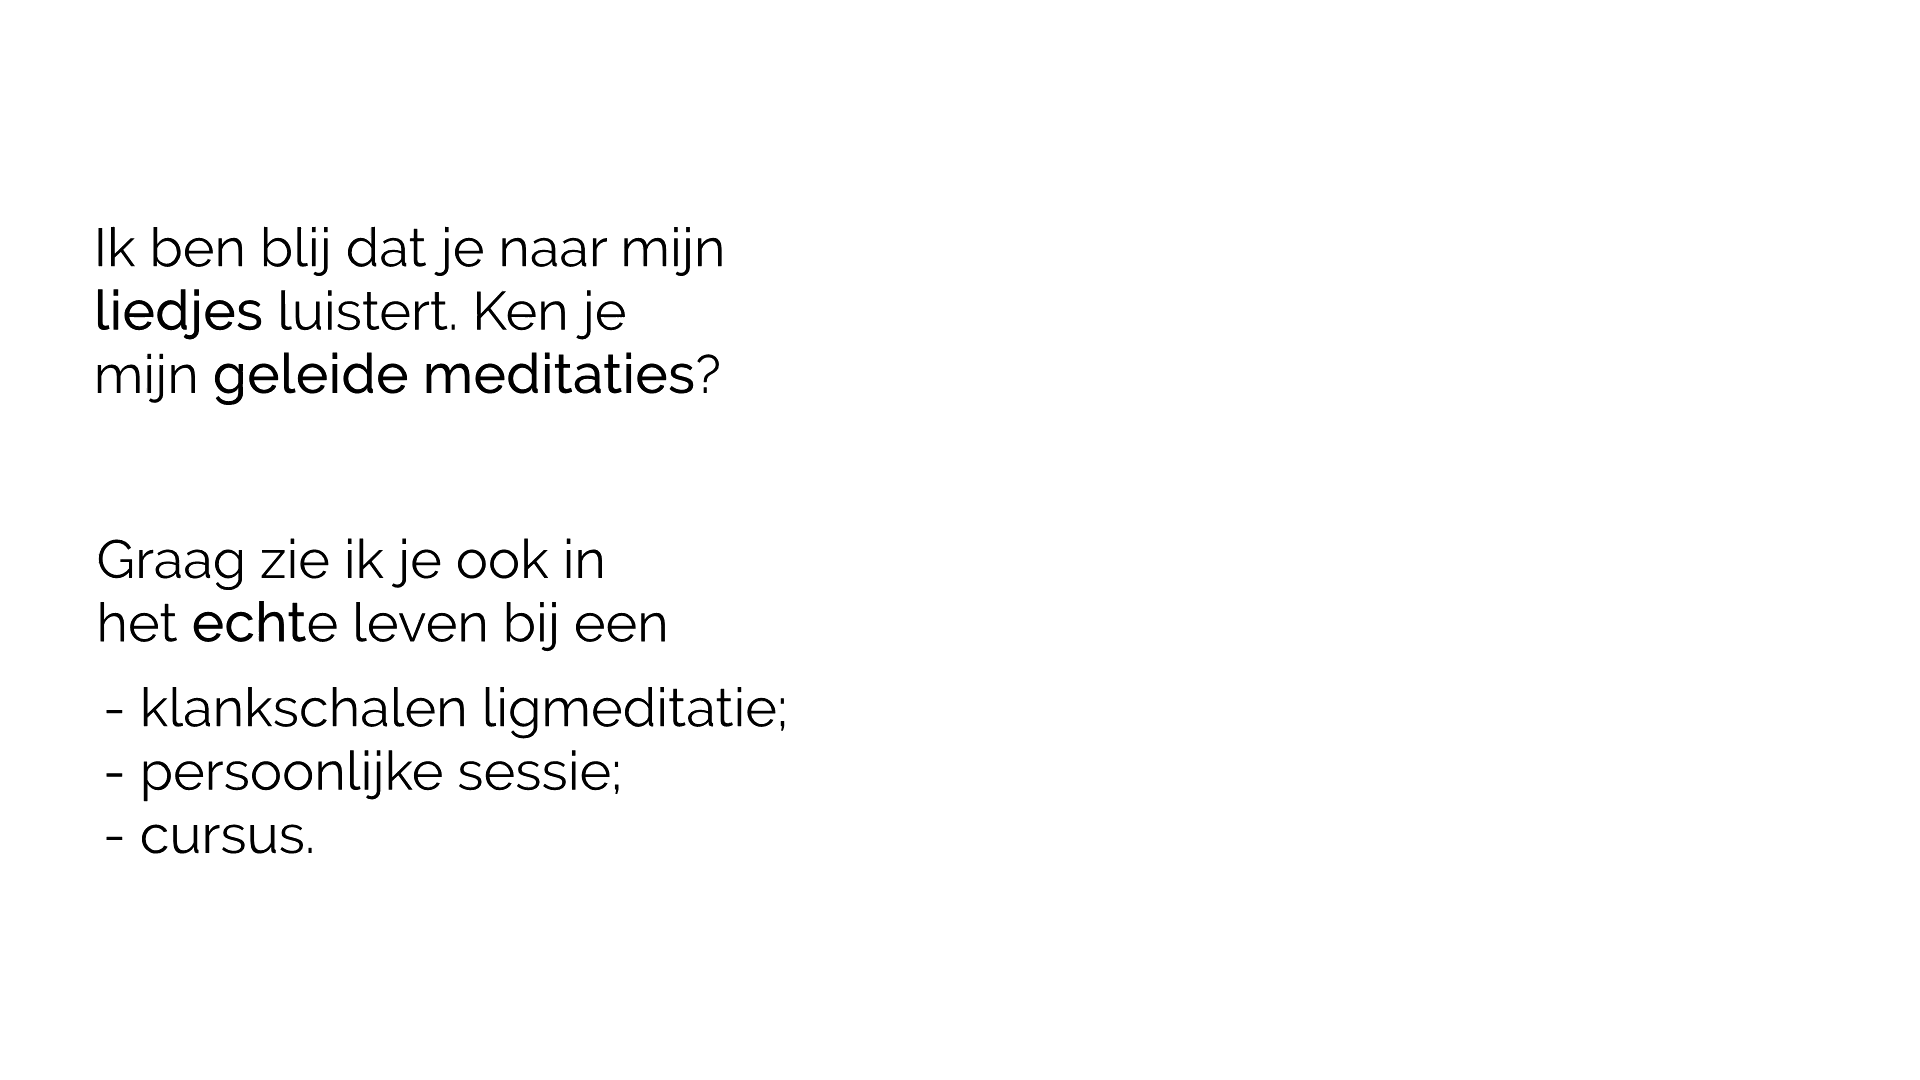 Ik ben blij dat je naar mijn
liedjes luistert. Ken je
mijn geleide meditaties?
Graag zie ik je ook in
het echte leven bij een
- klankschalen ligmeditatie;
- persoonlijke sessie;
- cursus.